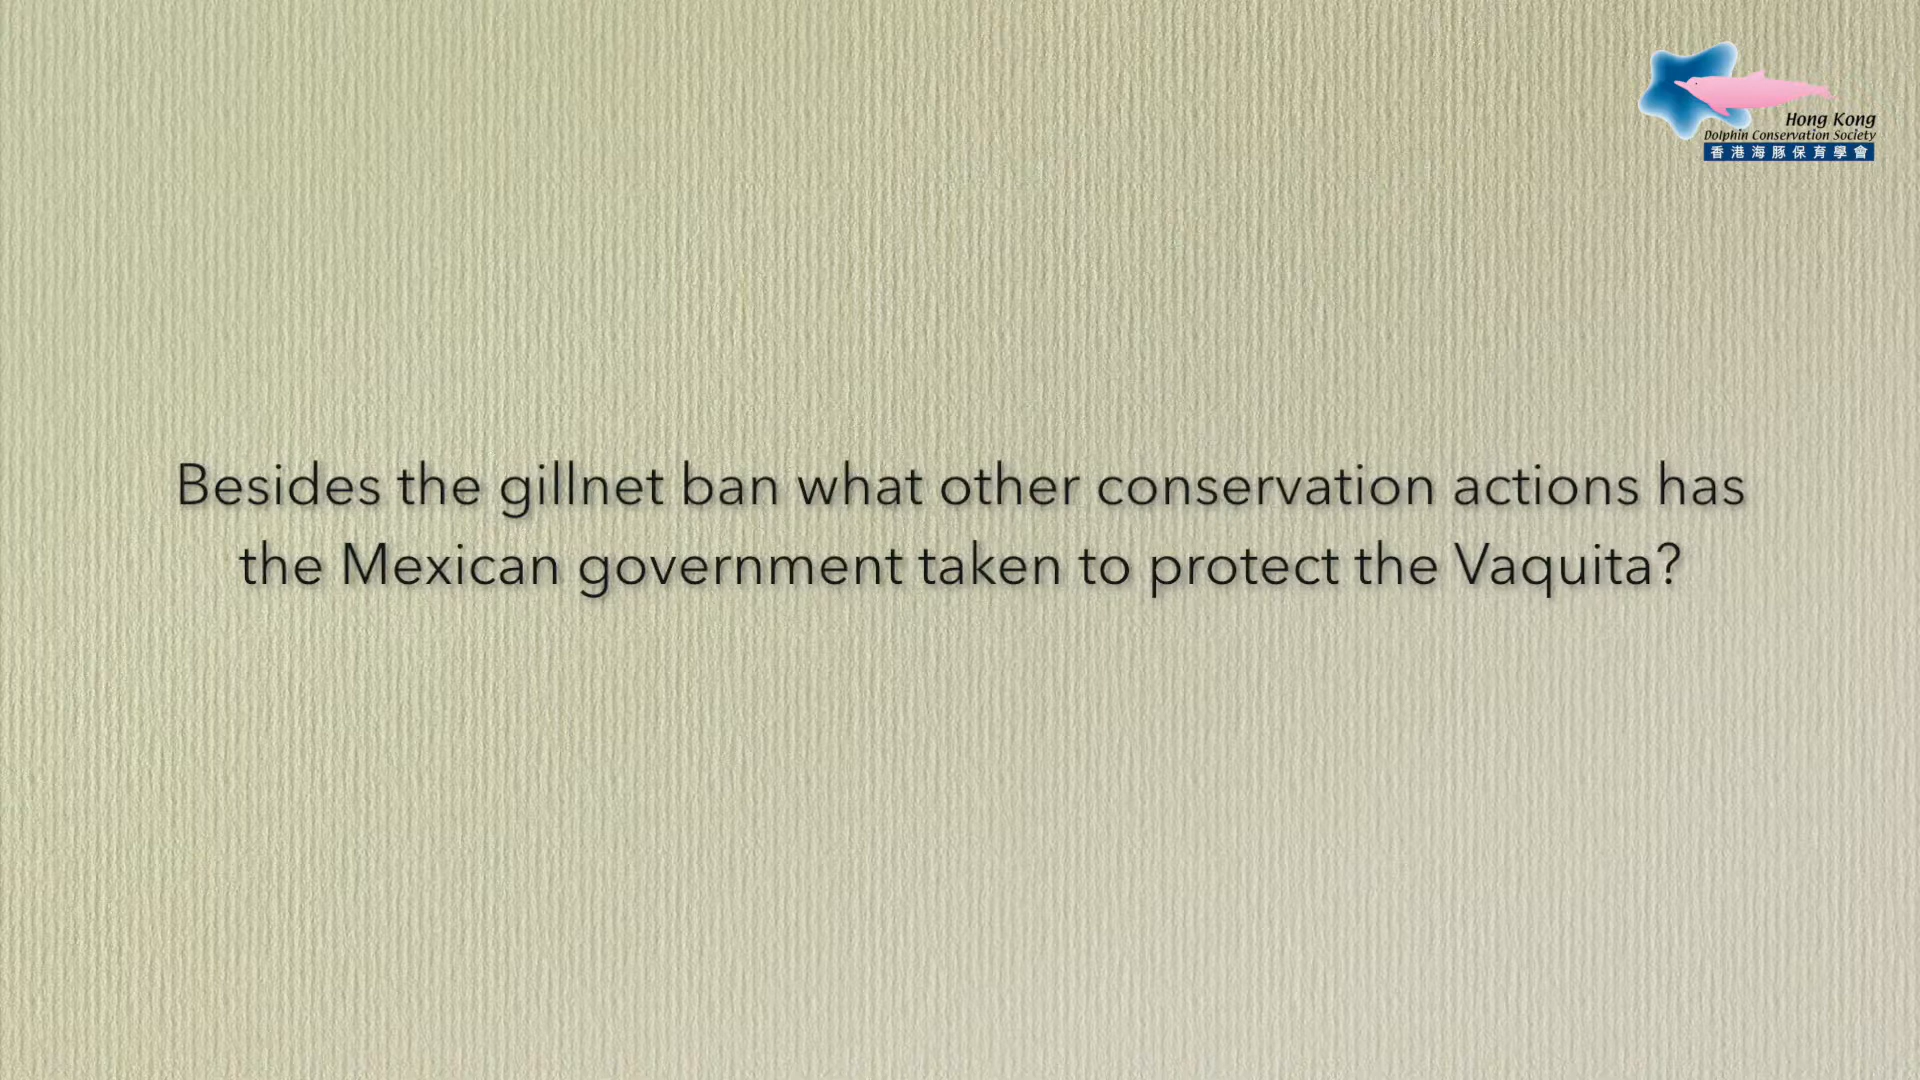 Hong Kong
Dolphin Conservation Society
香港海豚保育學會
Besides the gillnet ban what other conservation actions has
the Mexican government taken to protect the Vaquita?